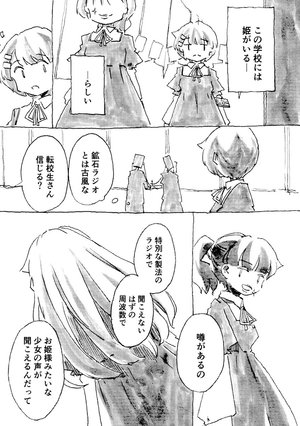 この学校には
姫がいる―
―らしい
鉱石ラジオ
とは古風な
転校生さん
信じる？
噂があるの
特別な製法の
ラジオで
聞こえない
はずの
周波数で
お姫様みたいな
少女の声が
聞こえるんだって